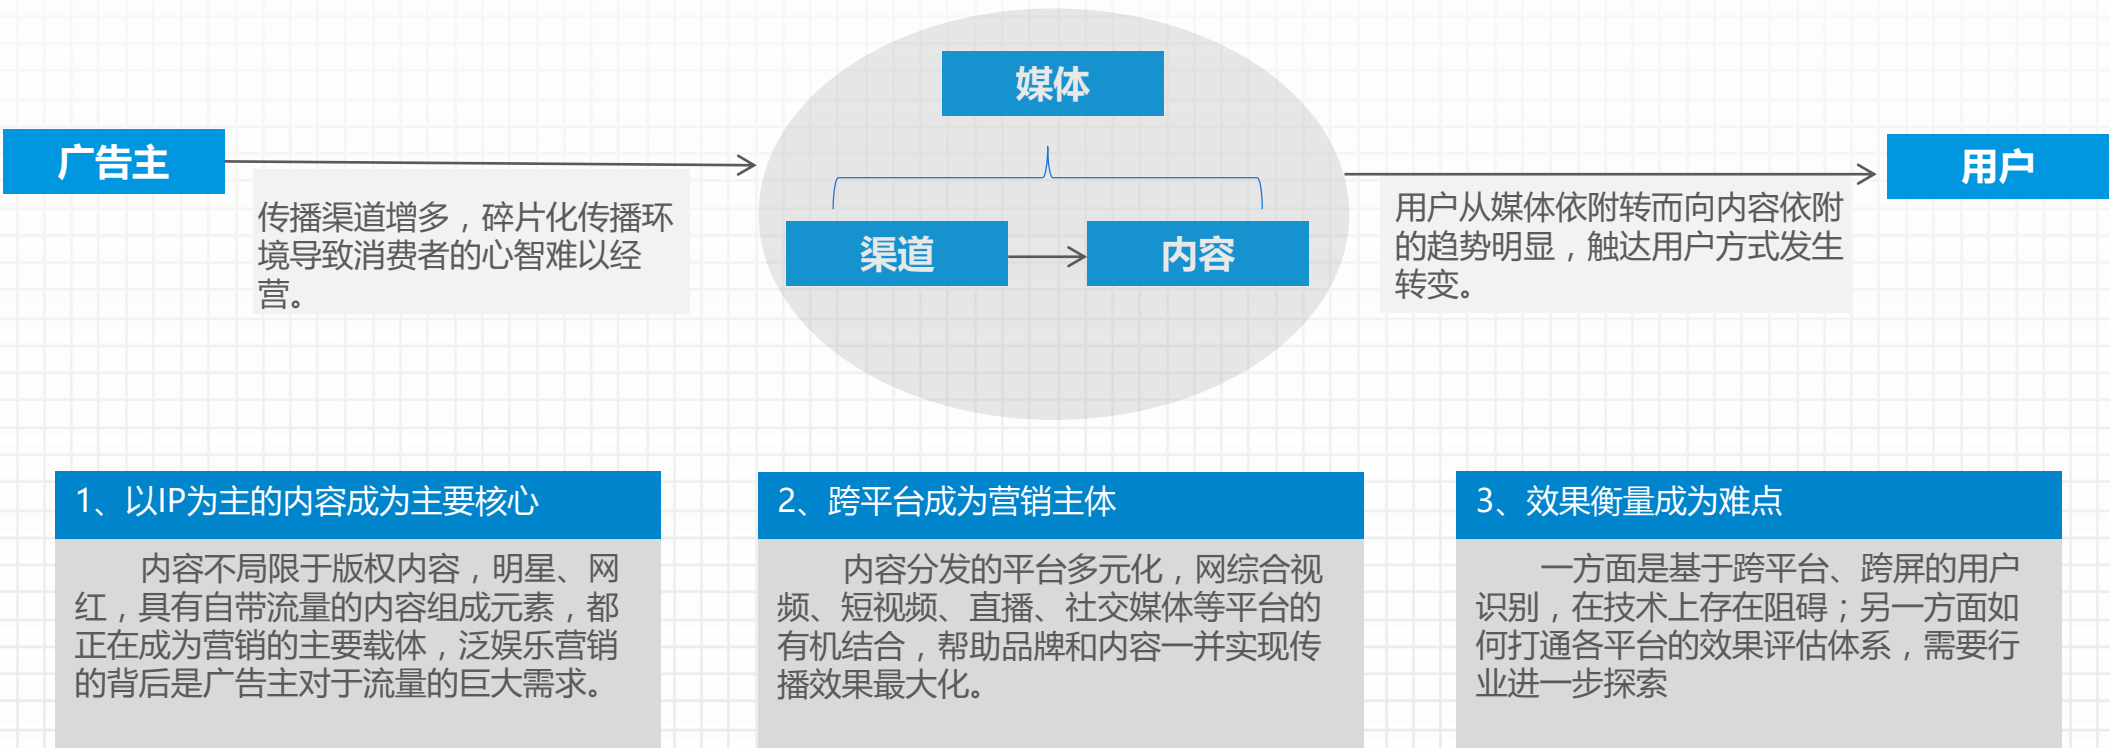 媒体
广告主
用户
传播渠道增多，碎片化传播环
境导致消费者的心智难以经
营。
渠道
内容
用户从媒体依附转而向内容依附
的趋势明显，触达用户方式发生
转变。
1、以IP为主的内容成为主要核心
内容不局限于版权内容，明星、网
红，具有自带流量的内容组成元素，都
正在成为营销的主要载体，泛娱乐营销
的背后是广告主对于流量的巨大需求。
2、跨平台成为营销主体
内容分发的平台多元化，网综合视
频、短视频、直播、社交媒体等平台的
有机结合，帮助品牌和内容一并实现传
播效果最大化。
3、效果衡量成为难点
一方面是基于跨平台、跨屏的用户
识别，在技术上存在阻碍；另一方面如
何打通各平台的效果评估体系，需要行
业进一步探索